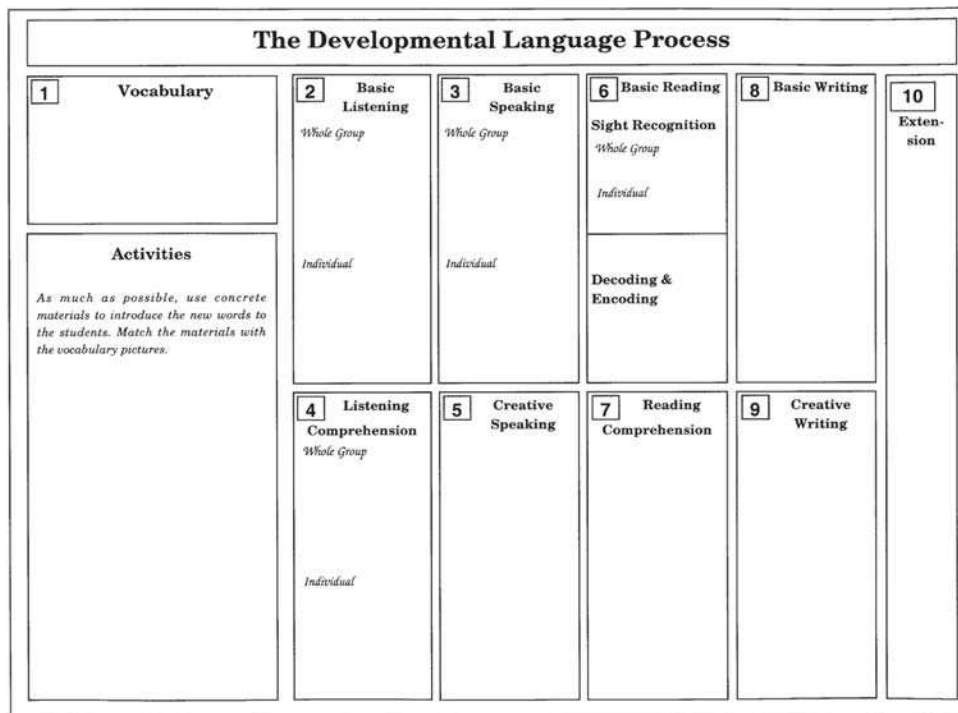 The Developmental Language Process
1
Vocabulary
Activities
As much as possible, use concrete
materials to introduce the new words to
the students. Match the materials with
the vocabulary pictures.
2
Basic
Listening
Whole Group
Individual
3
Basic
Speaking
Whole Group
Individual
4
Listening
Comprehension
Whole Group
Individual
5
Creative
Speaking
6
Basic Reading
Sight Recognition
Whole Group
Individual
Decoding &
Encoding
7
Reading
Comprehension
8
Basic Writing
9
Creative
Writing
10
Exten-
sion